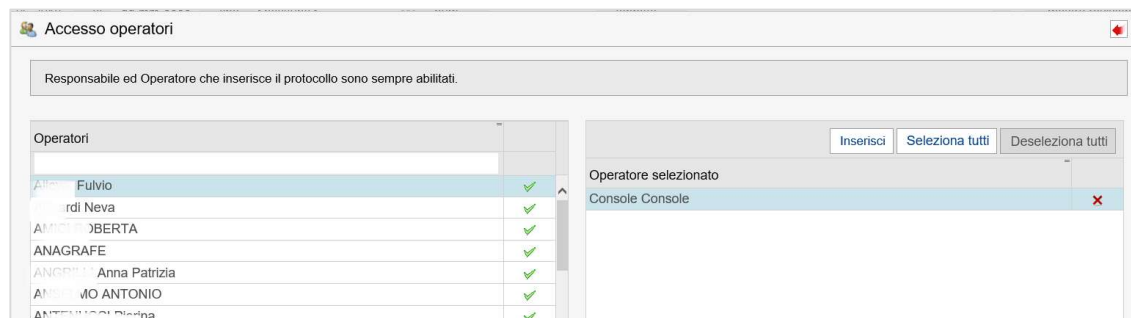 Accesso operatori
Responsabile ed Operatore che inserisce il protocollo sono sempre abilitati.
Operatori
Inserisci Seleziona tutti Deseleziona tutti
Operatore selezionato
Fulvio
Console Console
Neva
ANAGRAFE
Anna Patrizia
ANTONIO